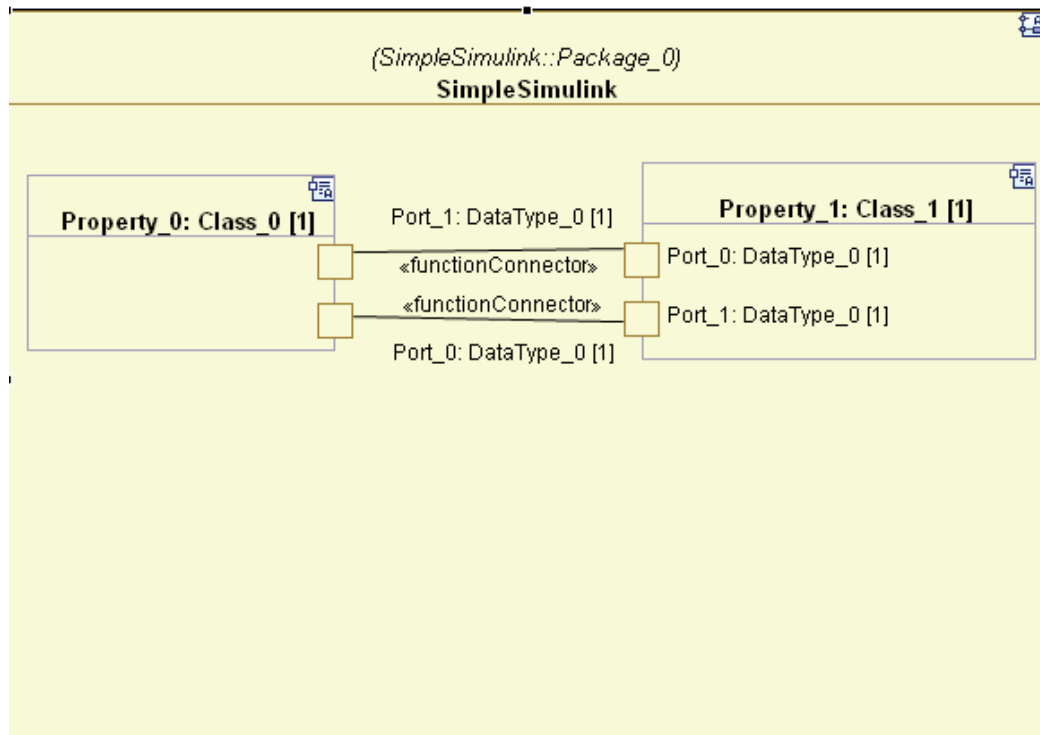 (SimpleSimulink::Package_0)
SimpleSimulink
Property_0: Class_0 [1]
Port_1: DataType_0 [1]
Property_1: Class_1 [1]
«functionConnector»
Port_0: DataType_0 [1]
«functionConnector»
Port_1: DataType_0 [1]
Port_0: DataType_0 [1]